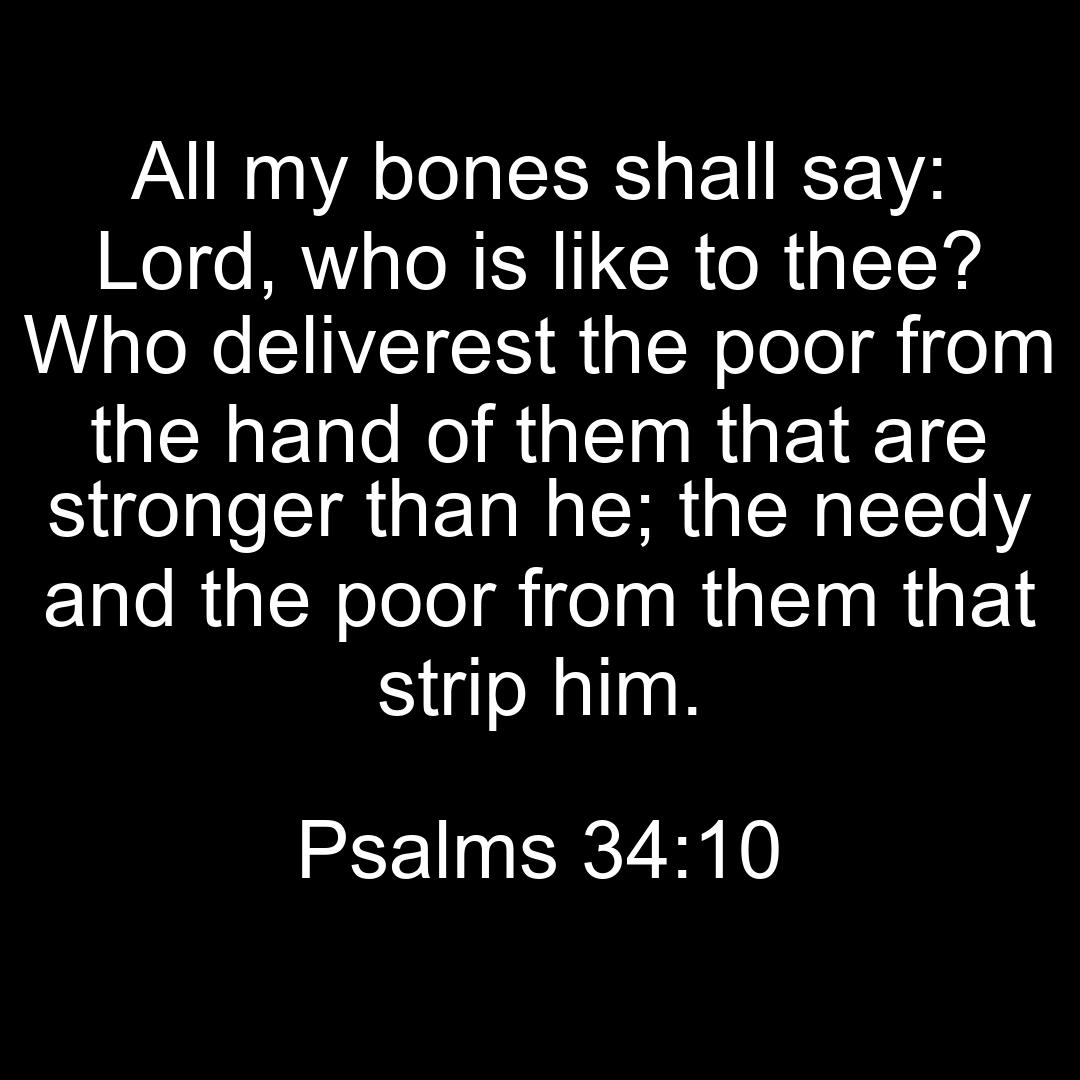 All my bones shall say:
Lord, who is like to thee?
Who deliverest the poor from
the hand of them that are
stronger than he; the needy
and the poor from them that
strip him.
Psalms 34:10